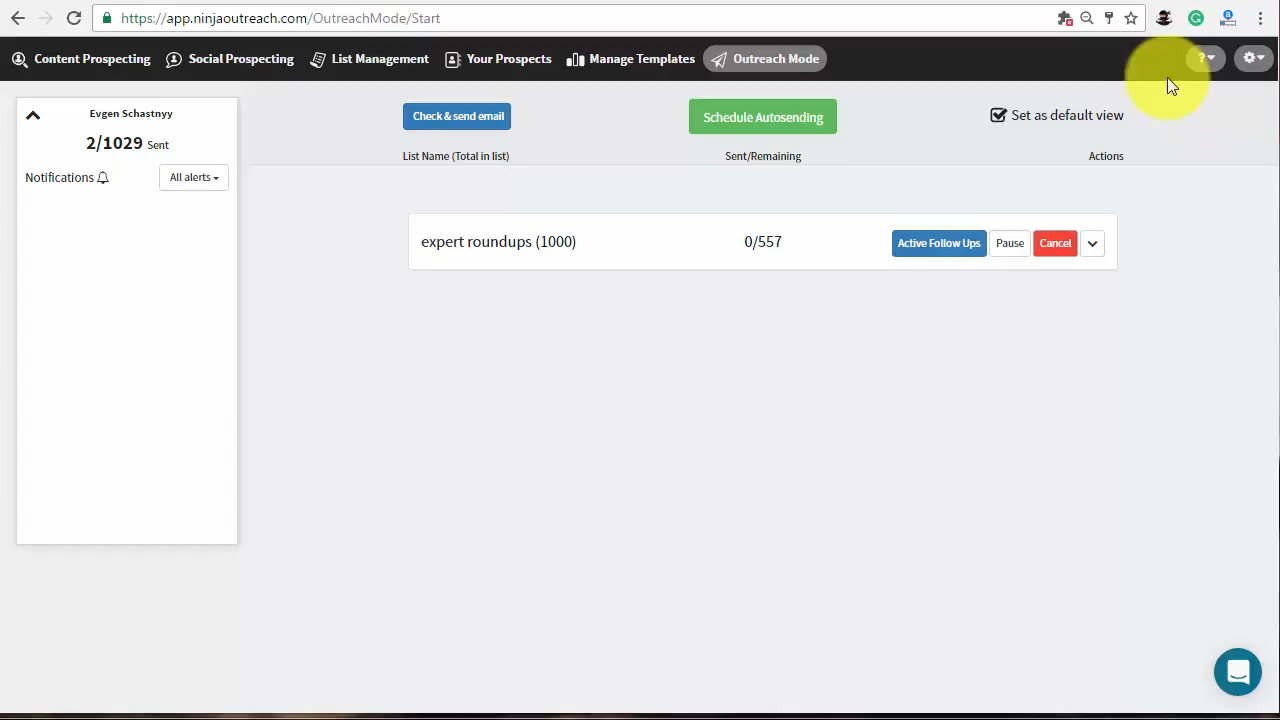 https://app.ninjaoutreach.com/OutreachMode/Start
Content Prospecting
Social Prospecting
List Management
Your Prospects
Manage Templates
Outreach Mode
?
Evgen Schastnyy
2/1029 Sent
Notifications
All alerts
Check & send email
Schedule Autosending
Set as default view
List Name (Total in list)
Sent/Remaining
Actions
expert roundups (1000)
0/557
Active Follow Ups
Pause
Cancel